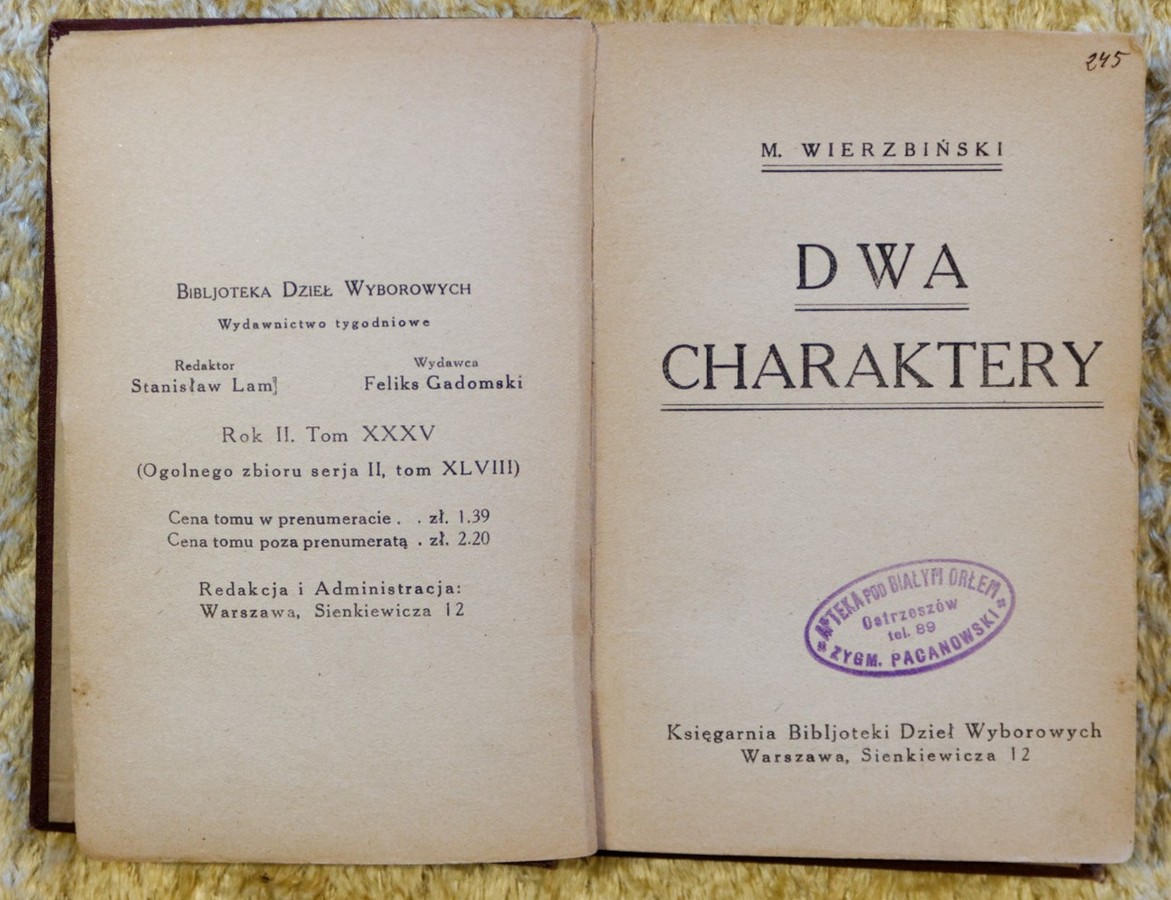 BIBLJOTEKA DZIEŁ WYBOROWYCH
Wydawnictwo tygodniowe
Redaktor
Stanisław Lam
Wydawca
Feliks Gadomski
Rok II. Tom XXXV
(Ogolnego zbioru serja II, tom XLVIII)
Cena tomu w prenumeracie . . zł. 1.39
Cena tomu poza prenumeratą . zł. 2.20
Redakcja i Administracja:
Warszawa, Sienkiewicza 12
245
M. WIERZBIŃSKI
DWA
CHARAKTERY
APTEKA POD BIAŁYM ORŁEM
Ostrzeszów
tel. 89
ZYGM. PACANOWSKI
Księgarnia Bibljoteki Dzieł Wyborowych
Warszawa, Sienkiewicza 12